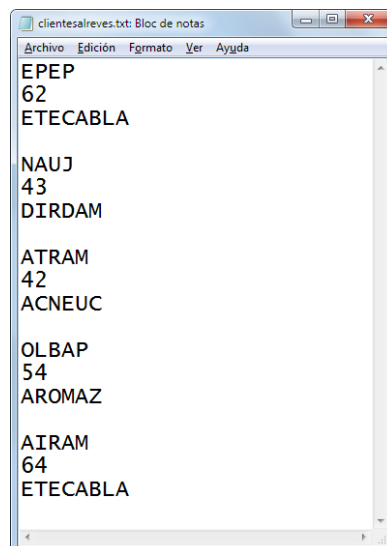 clientesalreves.txt: Bloc de notas
Archivo Edición Formato Ver Ayuda
EPEP
62
ETECABLA
NAUJ
43
DIRDAM
ATRAM
42
ACNEUC
OLBAP
54
AROMAZ
AIRAM
64
ETECABLA